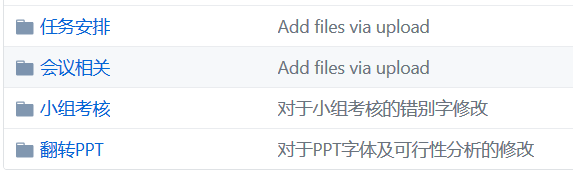 任务安排 Add files via upload
会议相关 Add files via upload
小组考核 对于小组考核的错别字修改
翻转PPT 对于PPT字体及可行性分析的修改